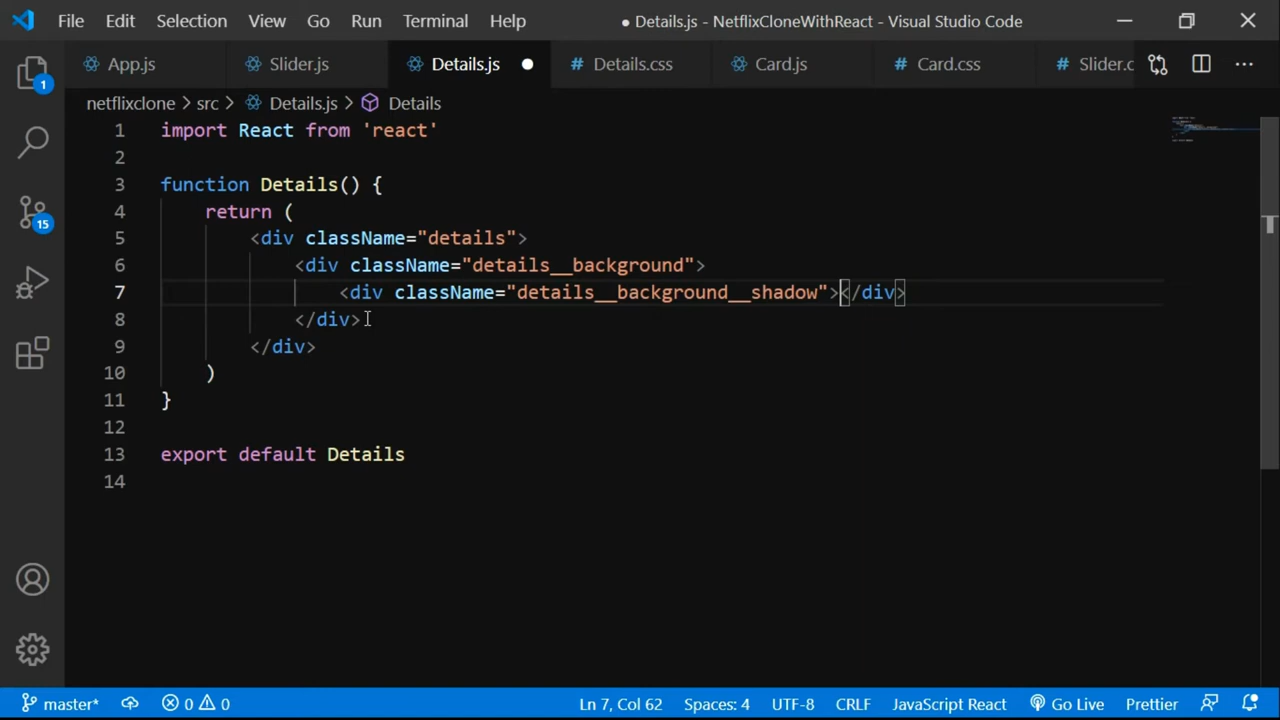 File Edit Selection View Go Run Terminal Help ● Details.js - NetflixCloneWithReact - Visual Studio Code
App.js Slider.js Details.js # Details.css Card.js # Card.css # Slider.c
netflixclone > src > Details.js > Details
1 import React from 'react'
2
3 function Details() {
4 return (
5 <div className="details">
6 <div className="details__background">
7 <div className="details__background__shadow"></div>
8 </div>
9 </div>
10 )
11 }
12
13 export default Details
14
1
15
master* 0 0 Ln 7, Col 62 Spaces: 4 UTF-8 CRLF JavaScript React Go Live Prettier